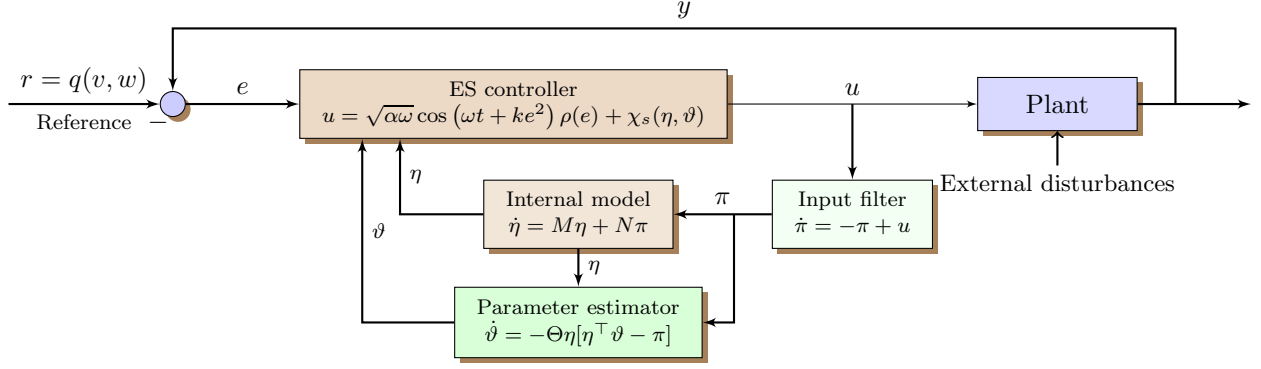 y
r = q(v, w)
Reference
−
e
ES controller
u = √αω cos (ωt + ke²) ρ(e) + χₛ(η, ϑ)
u
Plant
External disturbances
η
Internal model
η̇ = Mη + Nπ
π
Input filter
π̇ = −π + u
ϑ
η
Parameter estimator
ϑ̇ = −Θη[η⊤ϑ − π]